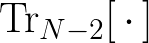 Tr_{N−2}[ · ]